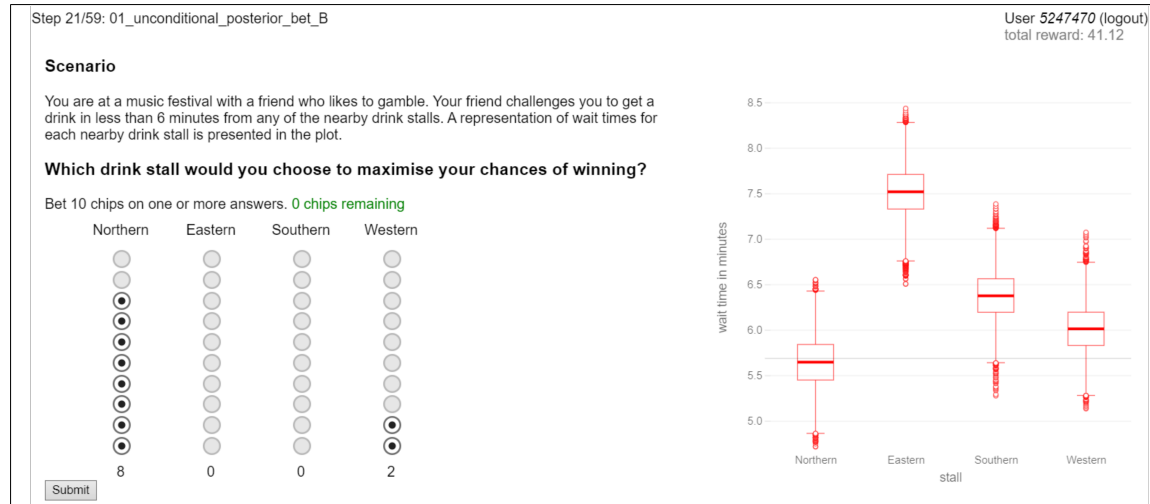 Step 21/59: 01_unconditional_posterior_bet_B
User 5247470 (logout)
total reward: 41.12
Scenario
You are at a music festival with a friend who likes to gamble. Your friend challenges you to get a
drink in less than 6 minutes from any of the nearby drink stalls. A representation of wait times for
each nearby drink stall is presented in the plot.
Which drink stall would you choose to maximise your chances of winning?
Bet 10 chips on one or more answers. 0 chips remaining
Northern Eastern Southern Western
8 0 0 2
Submit
8.5
8.0
7.5
7.0
6.5
6.0
5.5
5.0
wait time in minutes
Northern Eastern Southern Western
stall